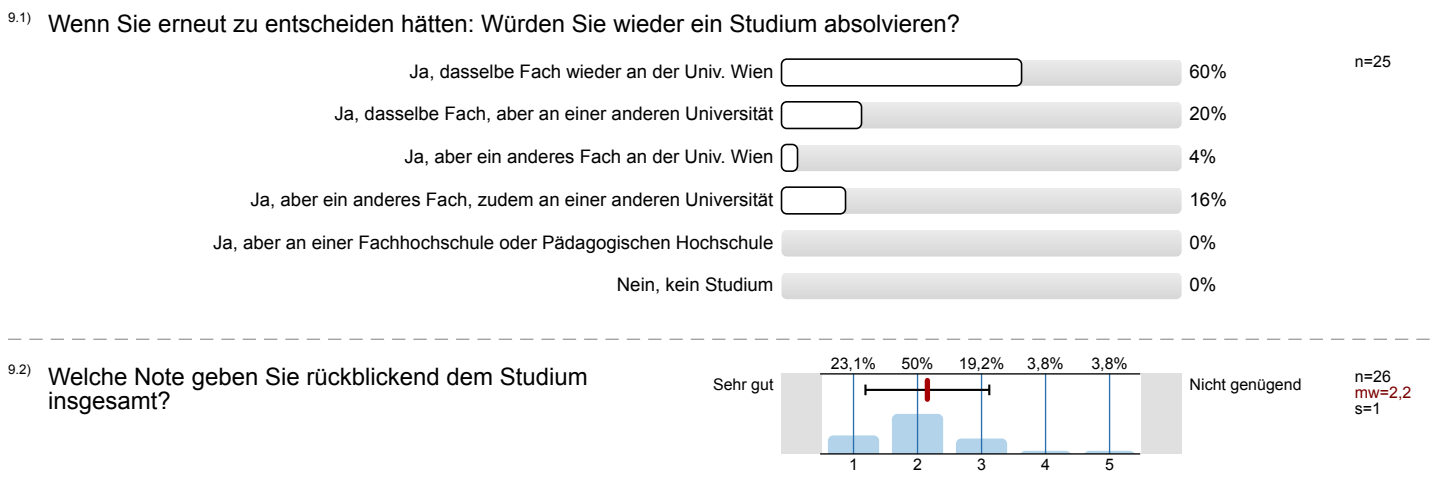 9.1) Wenn Sie erneut zu entscheiden hätten: Würden Sie wieder ein Studium absolvieren?
Ja, dasselbe Fach wieder an der Univ. Wien 60% n=25
Ja, dasselbe Fach, aber an einer anderen Universität 20%
Ja, aber ein anderes Fach an der Univ. Wien 4%
Ja, aber ein anderes Fach, zudem an einer anderen Universität 16%
Ja, aber an einer Fachhochschule oder Pädagogischen Hochschule 0%
Nein, kein Studium 0%
9.2) Welche Note geben Sie rückblickend dem Studium
insgesamt?
23,1% 50% 19,2% 3,8% 3,8%
Sehr gut Nicht genügend n=26
mw=2,2
s=1
1 2 3 4 5